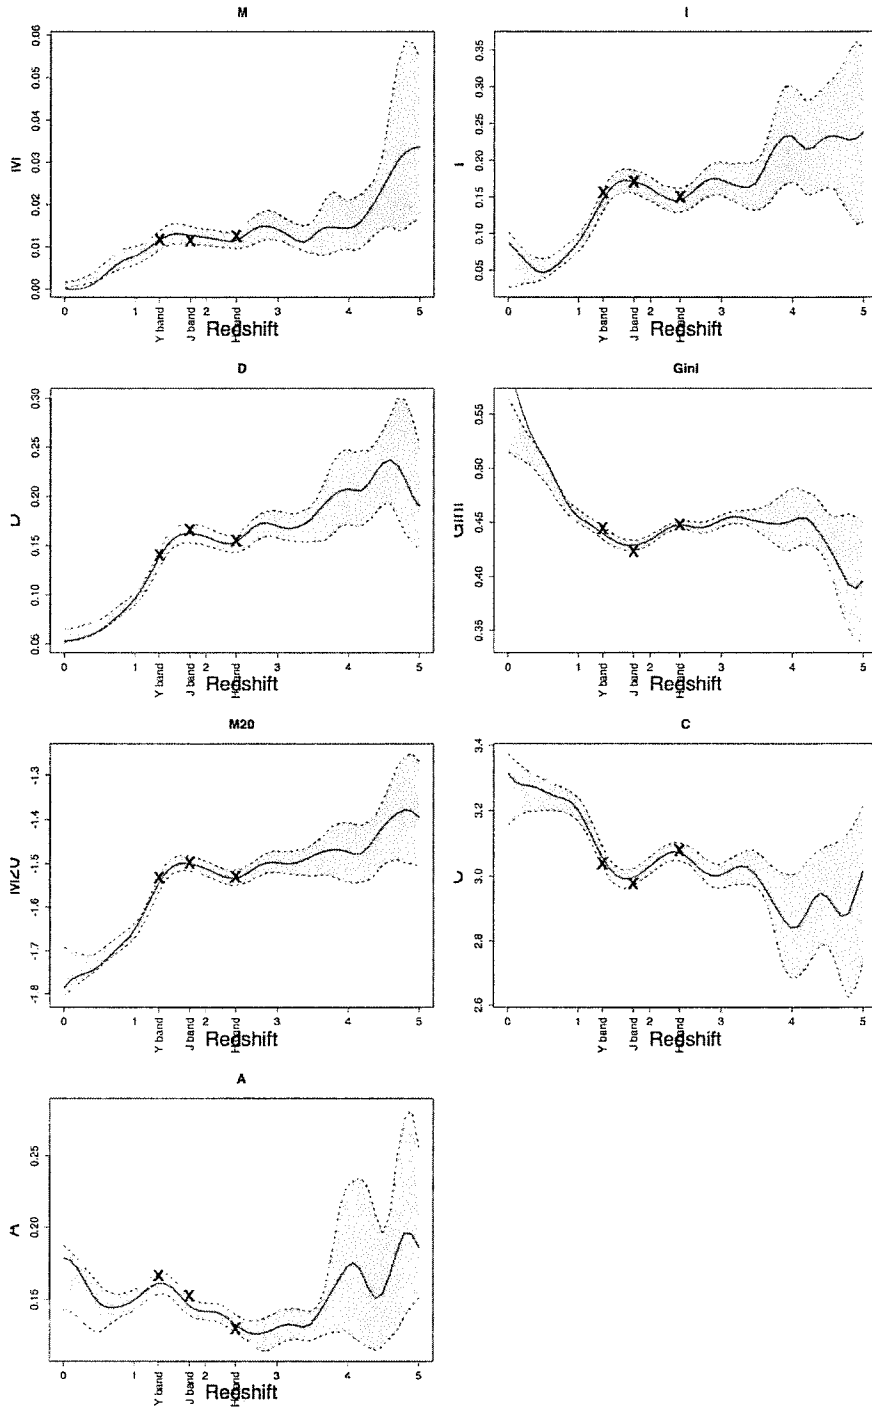 M
0.00 0.01 0.02 0.03 0.04 0.05 0.06
0 1 2 3 4 5
Y band J band
Redshift
I
0.05 0.10 0.15 0.20 0.25 0.30 0.35
I
0 1 2 3 4 5
Y band J band
Redshift
D
0.05 0.10 0.15 0.20 0.25 0.30
D
0 1 2 3 4 5
Y band J band
Redshift
Gini
0.35 0.40 0.45 0.50 0.55
Gini
0 1 2 3 4 5
Y band J band
Redshift
M20
-1.8 -1.7 -1.6 -1.5 -1.4 -1.3
M20
0 1 2 3 4 5
Y band J band
Redshift
C
2.6 2.8 3.0 3.2 3.4
C
0 1 2 3 4 5
Y band J band
Redshift
A
0.15 0.20 0.25
A
0 1 2 3 4 5
Y band J band
Redshift